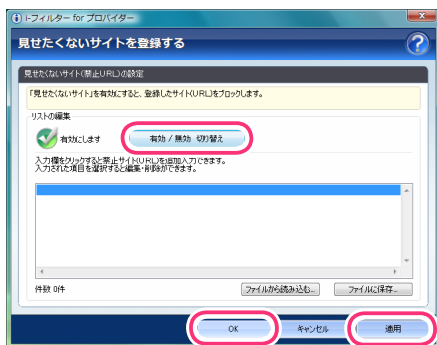 i-フィルター for プロバイダー
見せたくないサイトを登録する
?
見せたくないサイト(禁止URL)の設定
「見せたくないサイト」を有効にすると、登録したサイト(URL)をブロックします。
リストの編集
有効にします
有効 / 無効 切り替え
入力欄をクリックすると禁止サイト(URL)を追加入力できます。
入力された項目を選択すると編集・削除ができます。
件数 0件
ファイルから読み込む...
ファイルに保存...
OK
キャンセル
適用